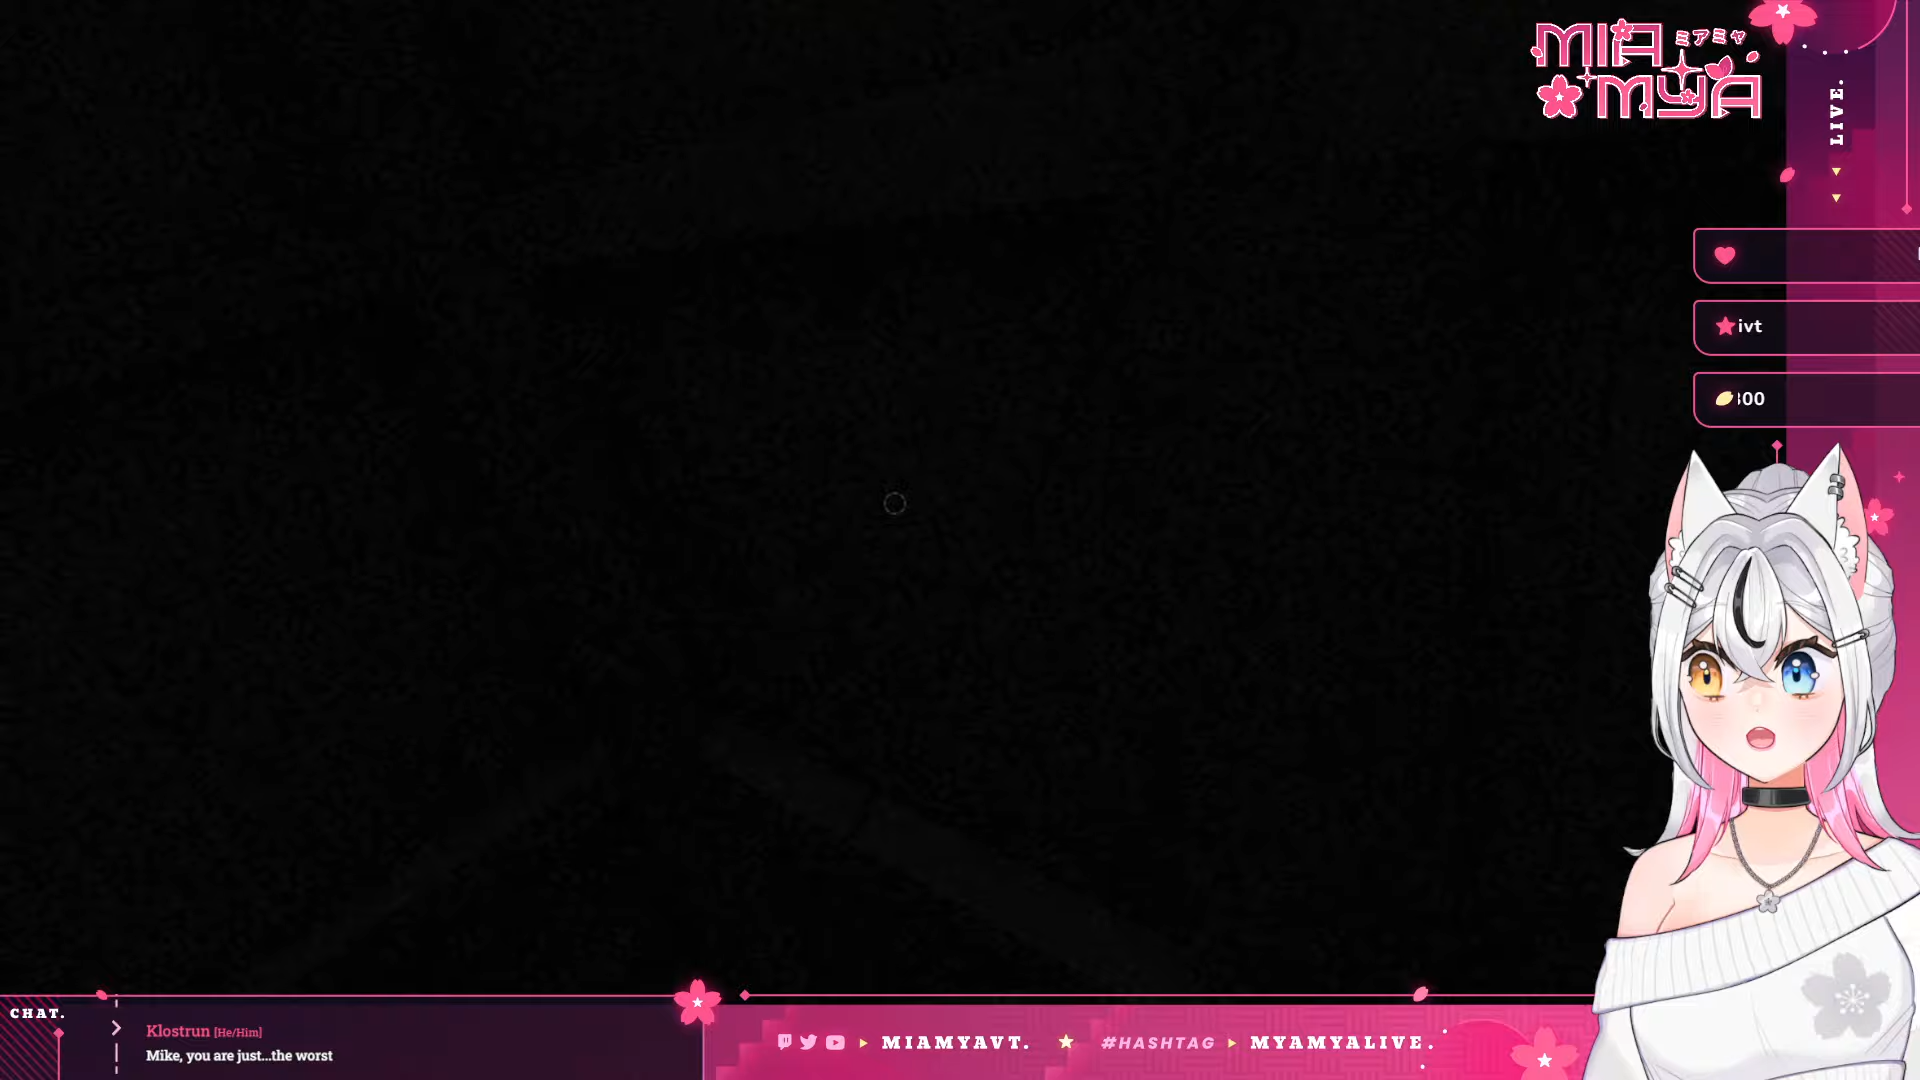 MIA ミアミヤ
MYA
LIVE.
ivt
300
CHAT.
Klostrun [He/Him]
Mike, you are just...the worst
MIAMYAVT.
#HASHTAG
MYAMYALIVE.